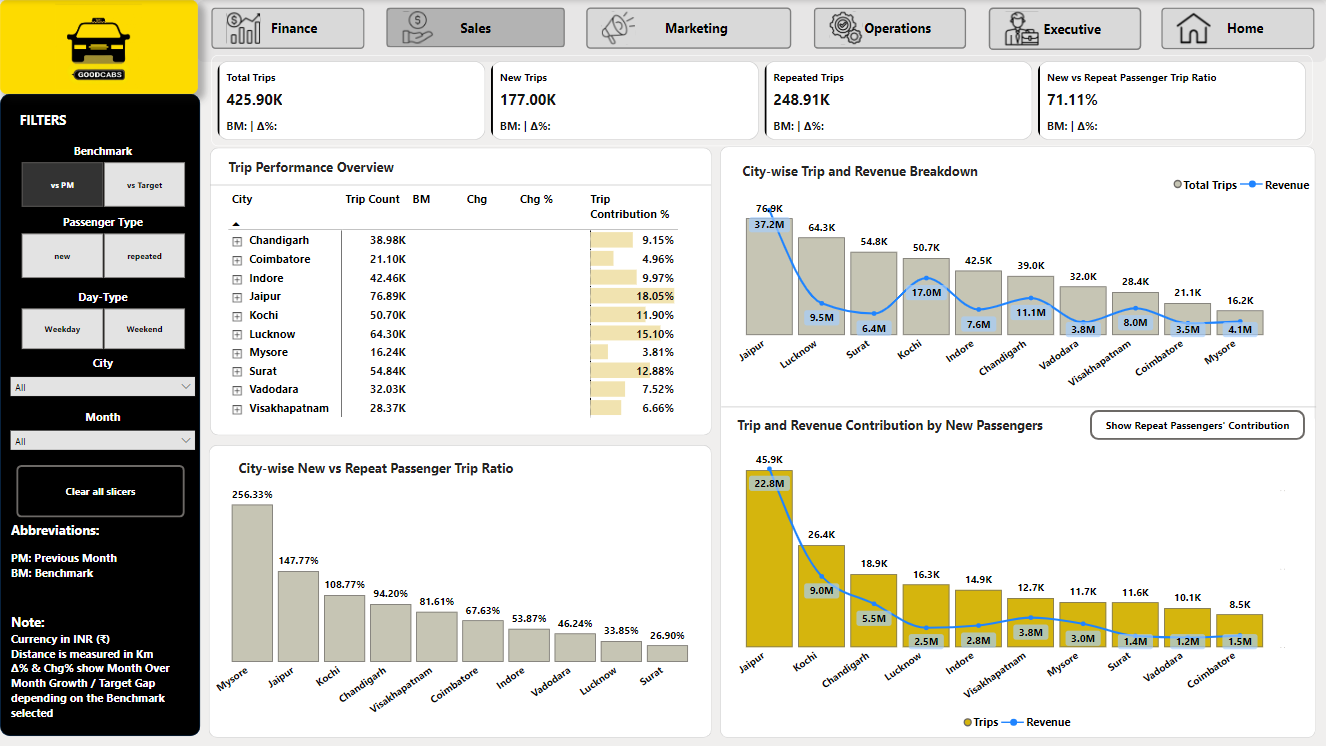 GOODCABS
Finance
Sales
Marketing
Operations
Executive
Home
FILTERS
Benchmark
vs PM
vs Target
Passenger Type
new
repeated
Day-Type
Weekday
Weekend
City
All
Month
All
Clear all slicers
Abbreviations:
PM: Previous Month
BM: Benchmark
Note:
Currency in INR (₹)
Distance is measured in Km
Δ% & Chg% show Month Over
Month Growth / Target Gap
depending on the Benchmark
selected
Total Trips
425.90K
BM: | Δ%:
New Trips
177.00K
BM: | Δ%:
Repeated Trips
248.91K
BM: | Δ%:
New vs Repeat Passenger Trip Ratio
71.11%
BM: | Δ%:
Trip Performance Overview
City Trip Count BM Chg Chg % Trip
Contribution %
Chandigarh 38.98K 9.15%
Coimbatore 21.10K 4.96%
Indore 42.46K 9.97%
Jaipur 76.89K 18.05%
Kochi 50.70K 11.90%
Lucknow 64.30K 15.10%
Mysore 16.24K 3.81%
Surat 54.84K 12.88%
Vadodara 32.03K 7.52%
Visakhapatnam 28.37K 6.66%
City-wise New vs Repeat Passenger Trip Ratio
256.33%
147.77%
108.77%
94.20%
81.61%
67.63%
53.87%
46.24%
33.85%
26.90%
Mysore
Jaipur
Kochi
Chandigarh
Visakhapatnam
Coimbatore
Indore
Vadodara
Lucknow
Surat
City-wise Trip and Revenue Breakdown
Total Trips Revenue
76.9K
64.3K
54.8K
50.7K
42.5K
39.0K
32.0K
28.4K
21.1K
16.2K
37.2M
9.5M
6.4M
17.0M
7.6M
11.1M
3.8M
8.0M
3.5M
4.1M
Jaipur
Lucknow
Surat
Kochi
Indore
Chandigarh
Vadodara
Visakhapatnam
Coimbatore
Mysore
Trip and Revenue Contribution by New Passengers
Show Repeat Passengers' Contribution
45.9K
26.4K
18.9K
16.3K
14.9K
12.7K
11.7K
11.6K
10.1K
8.5K
22.8M
9.0M
5.5M
2.5M
2.8M
3.8M
3.0M
1.4M
1.2M
1.5M
Jaipur
Kochi
Chandigarh
Lucknow
Indore
Visakhapatnam
Mysore
Surat
Vadodara
Coimbatore
Trips Revenue